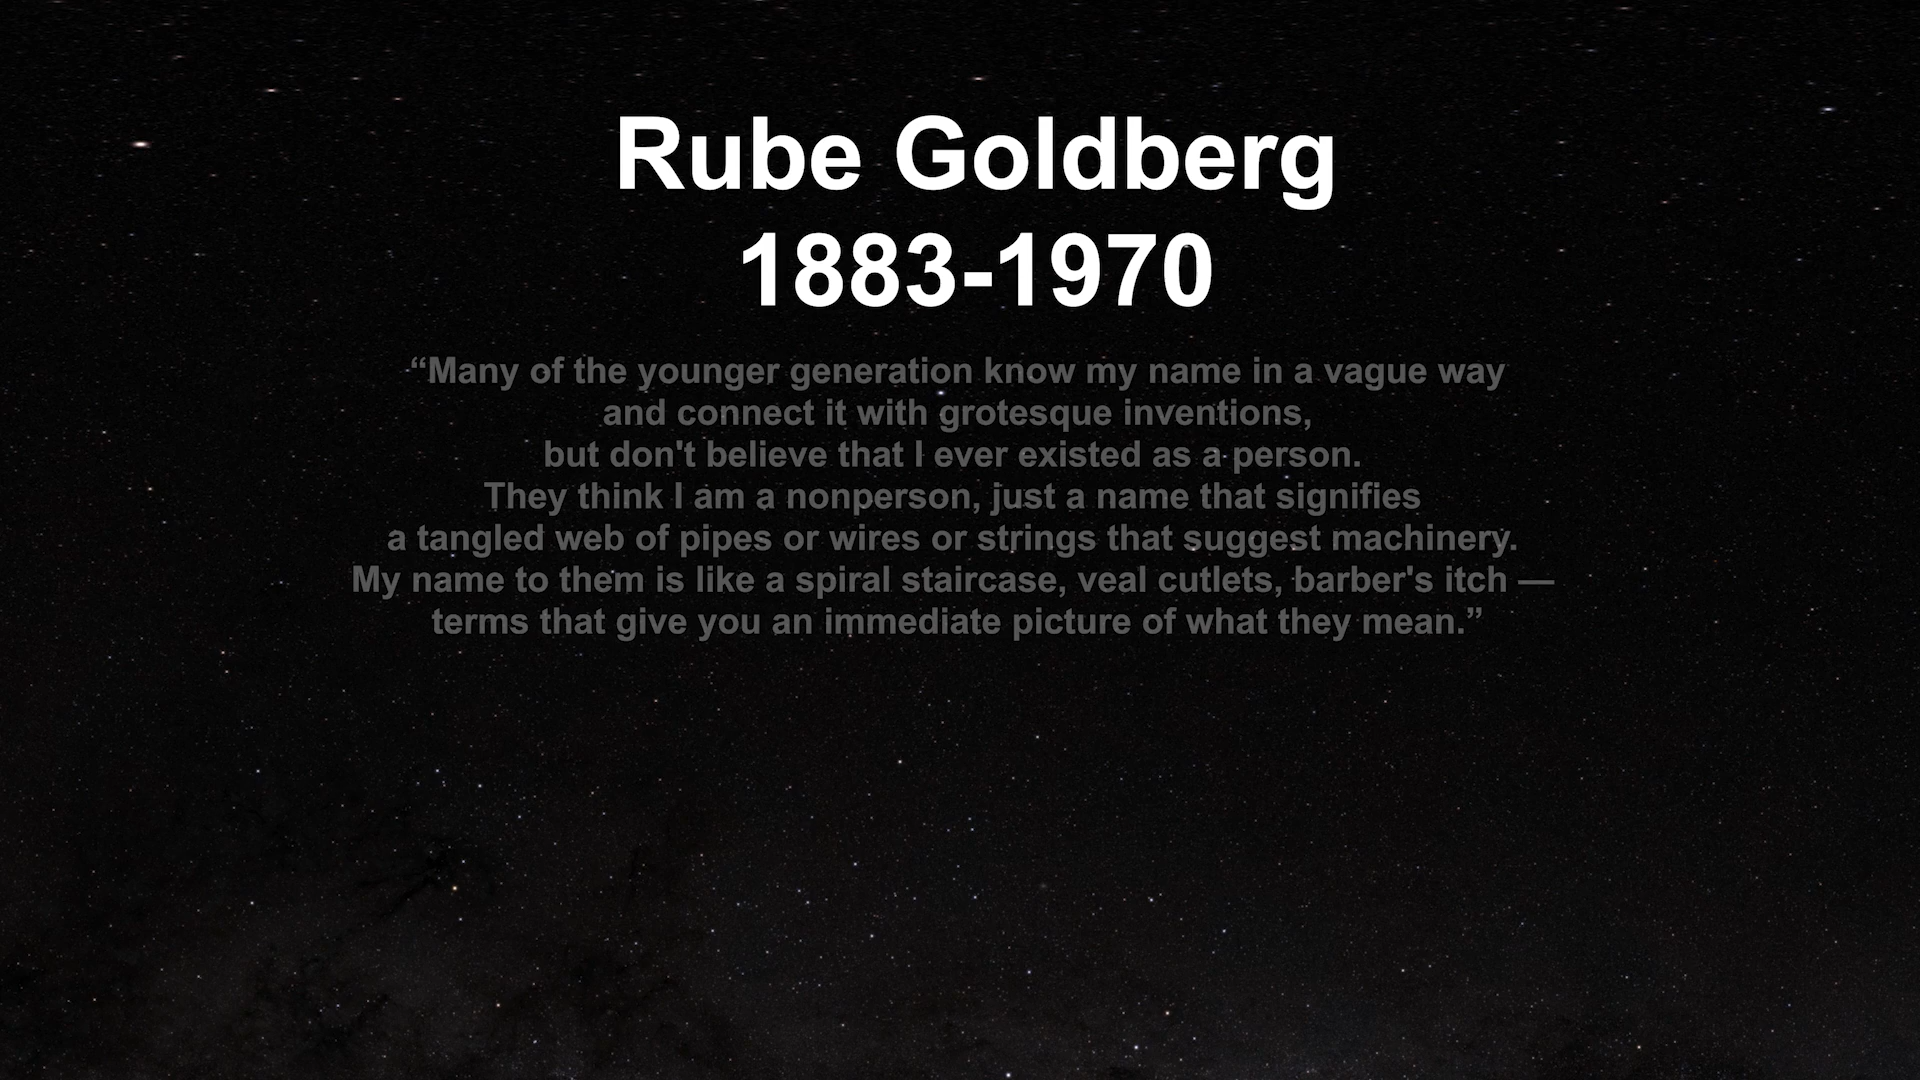 Rube Goldberg
1883-1970
“Many of the younger generation know my name in a vague way
and connect it with grotesque inventions,
but don't believe that I ever existed as a person.
They think I am a nonperson, just a name that signifies
a tangled web of pipes or wires or strings that suggest machinery.
My name to them is like a spiral staircase, veal cutlets, barber's itch —
terms that give you an immediate picture of what they mean.”